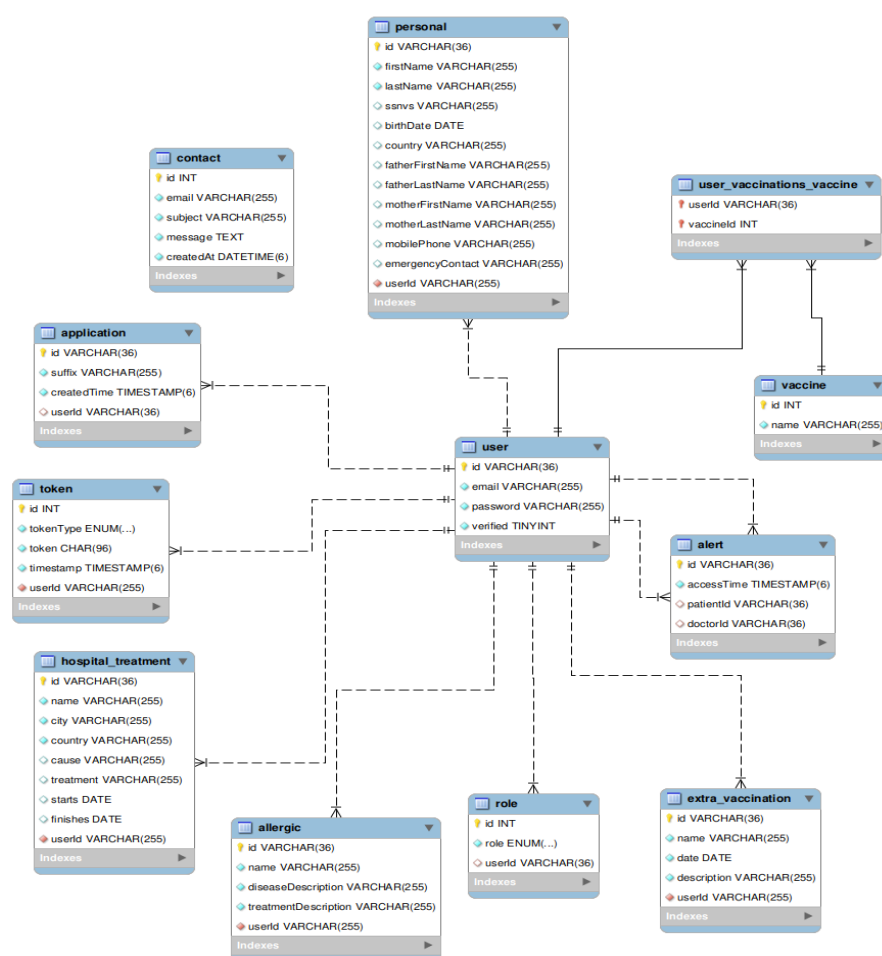 personal
id VARCHAR(36)
firstName VARCHAR(255)
lastName VARCHAR(255)
ssnvs VARCHAR(255)
birthDate DATE
country VARCHAR(255)
fatherFirstName VARCHAR(255)
fatherLastName VARCHAR(255)
motherFirstName VARCHAR(255)
motherLastName VARCHAR(255)
mobilePhone VARCHAR(255)
emergencyContact VARCHAR(255)
userId VARCHAR(255)
Indexes
contact
id INT
email VARCHAR(255)
subject VARCHAR(255)
message TEXT
createdAt DATETIME(6)
Indexes
user_vaccinations_vaccine
userId VARCHAR(36)
vaccineId INT
Indexes
application
id VARCHAR(36)
suffix VARCHAR(255)
createdTime TIMESTAMP(6)
userId VARCHAR(36)
Indexes
vaccine
id INT
name VARCHAR(255)
Indexes
user
id VARCHAR(36)
email VARCHAR(255)
password VARCHAR(255)
verified TINYINT
Indexes
token
id INT
tokenType ENUM(...)
token CHAR(96)
timestamp TIMESTAMP(6)
userId VARCHAR(255)
Indexes
alert
id VARCHAR(36)
accessTime TIMESTAMP(6)
patientId VARCHAR(36)
doctorId VARCHAR(36)
Indexes
hospital_treatment
id VARCHAR(36)
name VARCHAR(255)
city VARCHAR(255)
country VARCHAR(255)
cause VARCHAR(255)
treatment VARCHAR(255)
starts DATE
finishes DATE
userId VARCHAR(255)
Indexes
allergic
id VARCHAR(36)
name VARCHAR(255)
diseaseDescription VARCHAR(255)
treatmentDescription VARCHAR(255)
userId VARCHAR(255)
Indexes
role
id INT
role ENUM(...)
userId VARCHAR(36)
Indexes
extra_vaccination
id VARCHAR(36)
name VARCHAR(255)
date DATE
description VARCHAR(255)
userId VARCHAR(255)
Indexes